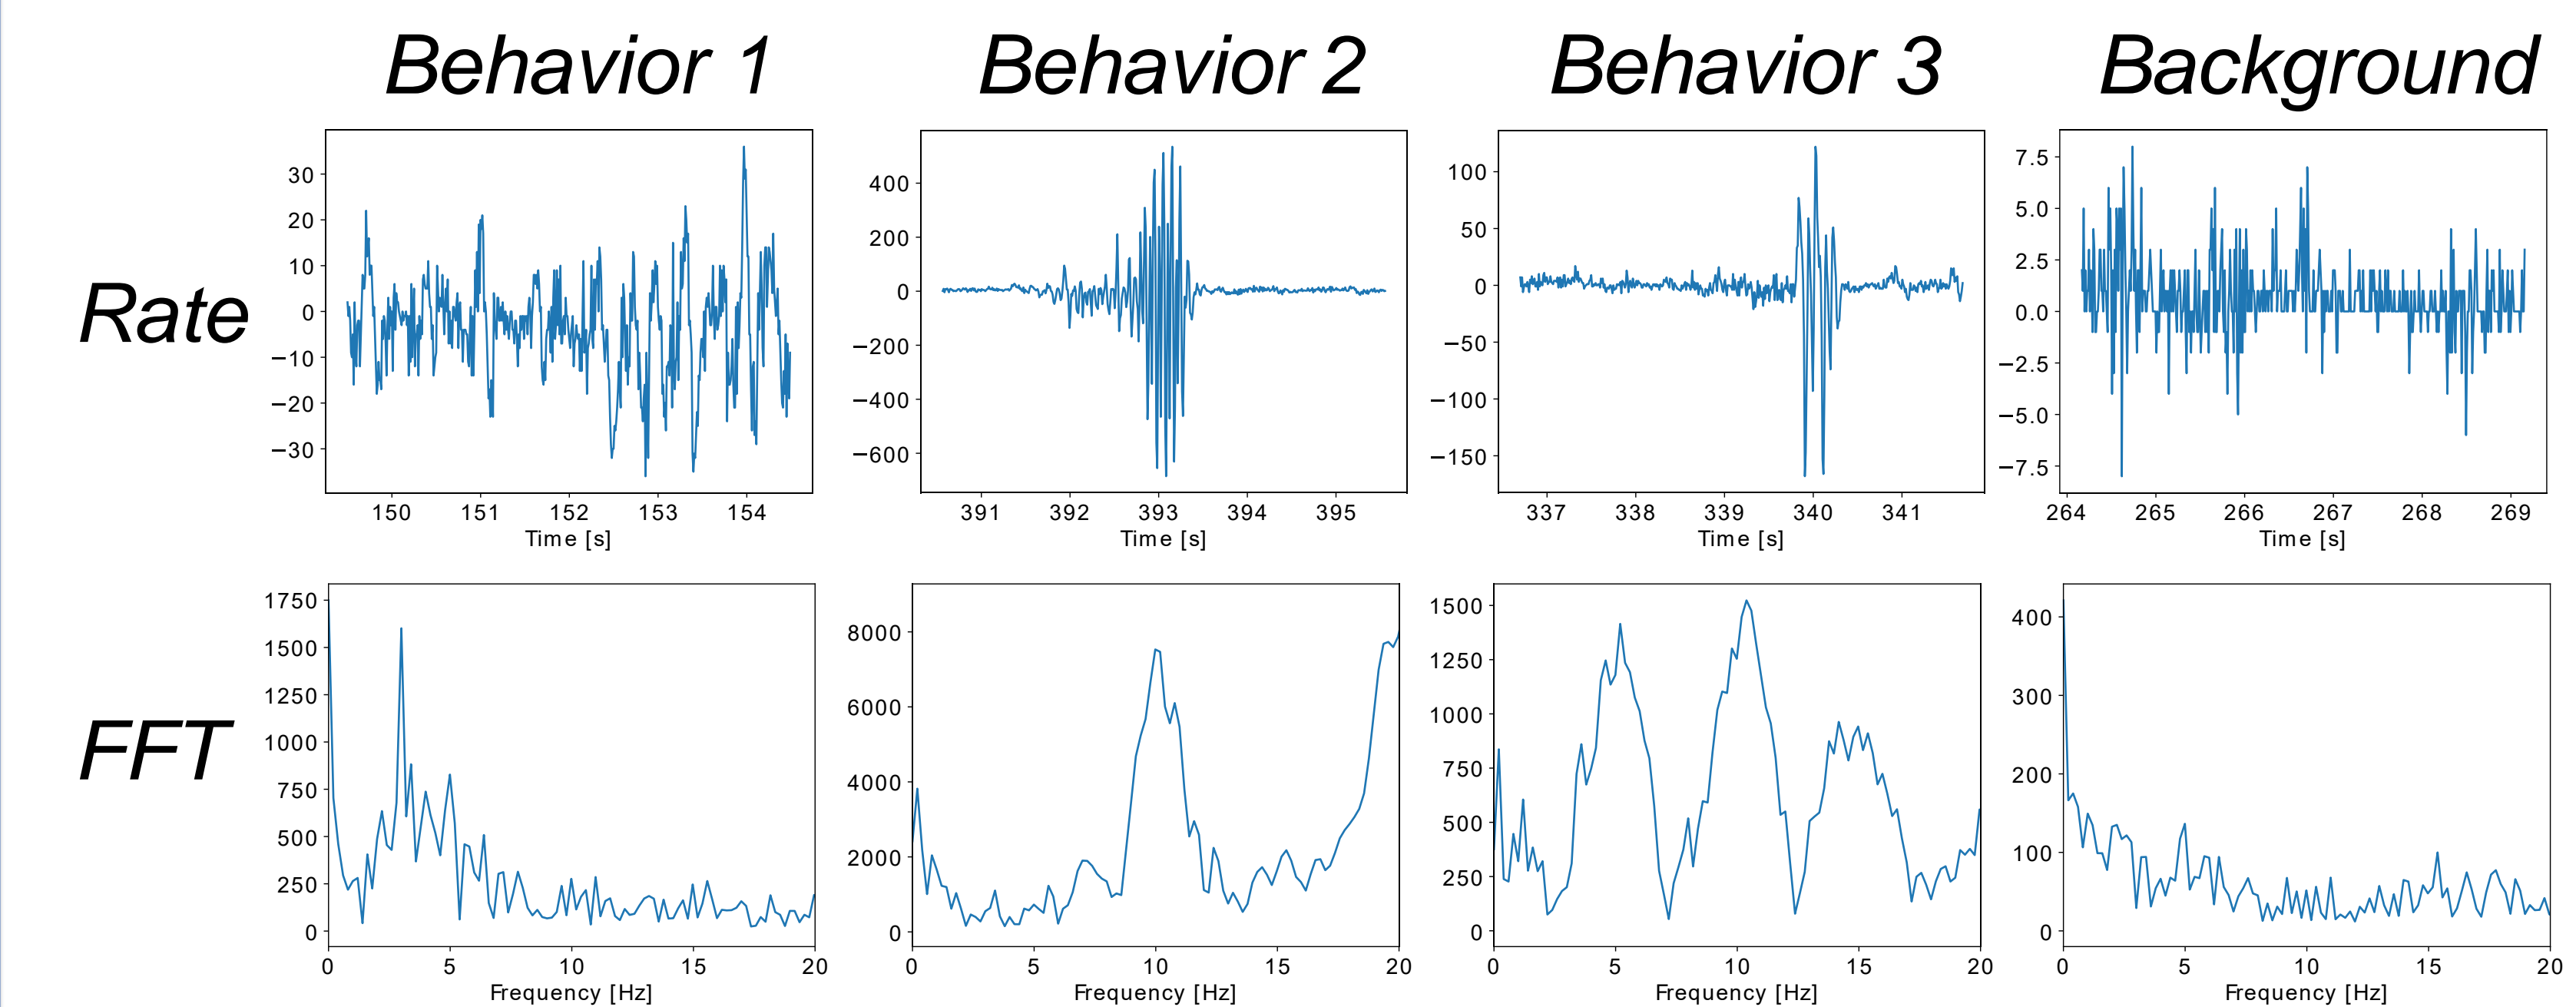 Behavior 1 Behavior 2 Behavior 3 Background
Rate
30
20
10
0
−10
−20
−30
150 151 152 153 154
Time [s]
400
200
0
−200
−400
−600
391 392 393 394 395
Time [s]
100
50
0
−50
−100
−150
337 338 339 340 341
Time [s]
7.5
5.0
2.5
0.0
−2.5
−5.0
−7.5
264 265 266 267 268 269
Time [s]
FFT
1750
1500
1250
1000
750
500
250
0
0 5 10 15 20
Frequency [Hz]
8000
6000
4000
2000
0
0 5 10 15 20
Frequency [Hz]
1500
1250
1000
750
500
250
0
0 5 10 15 20
Frequency [Hz]
400
300
200
100
0
0 5 10 15 20
Frequency [Hz]